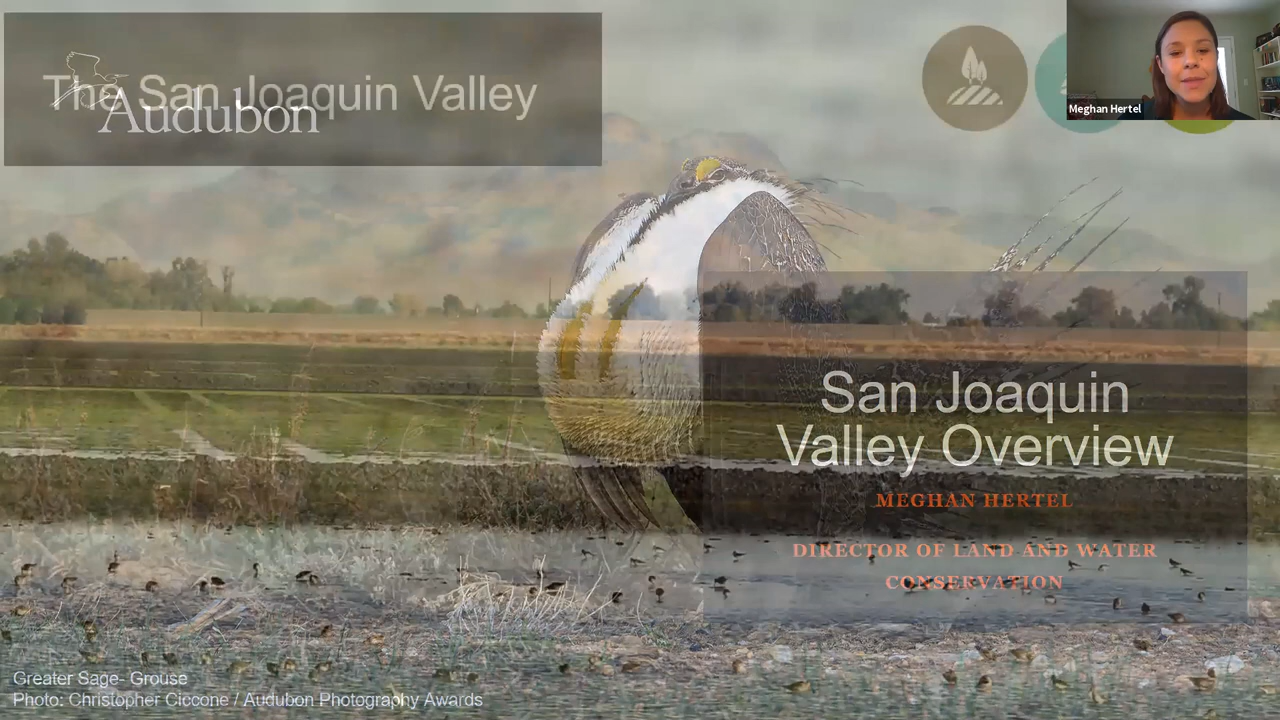 The San Joaquin Valley
Audubon
Meghan Hertel
San Joaquin
Valley Overview
MEGHAN HERTEL
DIRECTOR OF LAND AND WATER
CONSERVATION
Greater Sage- Grouse
Photo: Christopher Ciccone / Audubon Photography Awards